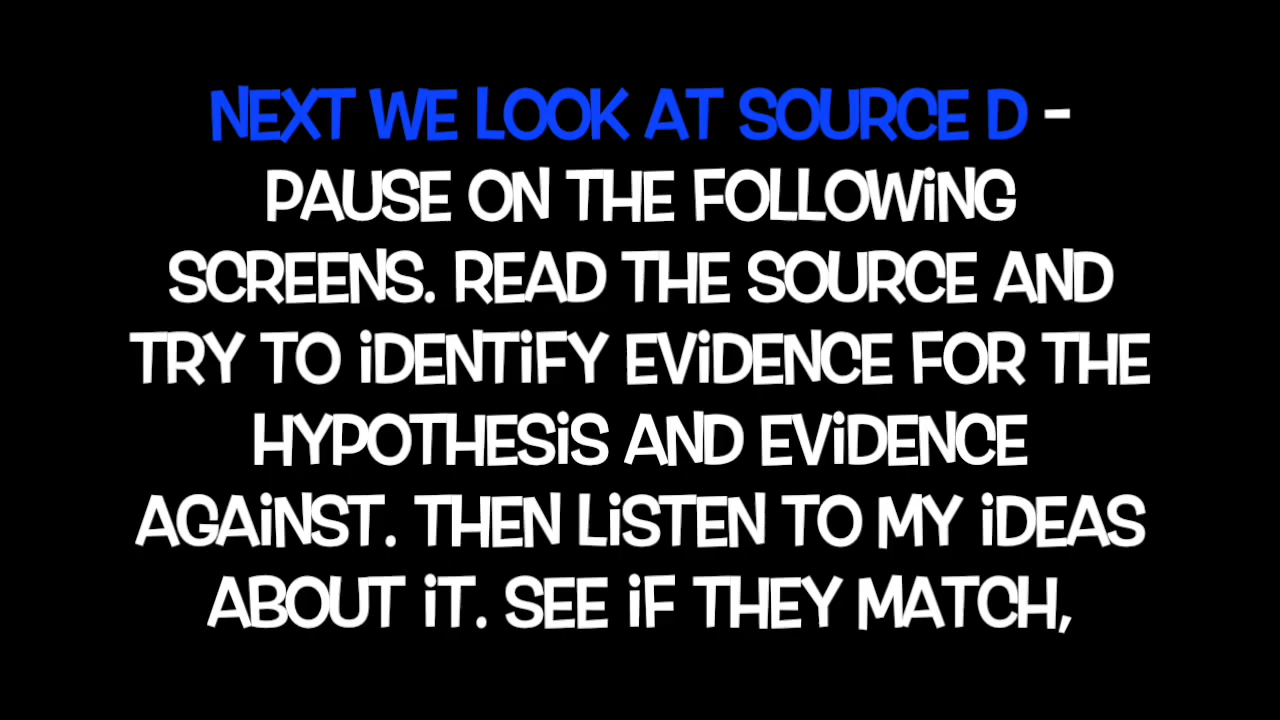 NEXT WE LOOK AT SOURCE D -
PAUSE ON THE FOLLOWING
SCREENS. READ THE SOURCE AND
TRY TO iDENTiFY EViDENCE FOR THE
HYPOTHESiS AND EViDENCE
AGAiNST. THEN LiSTEN TO MY iDEAS
ABOUT iT. SEE iF THEY MATCH,